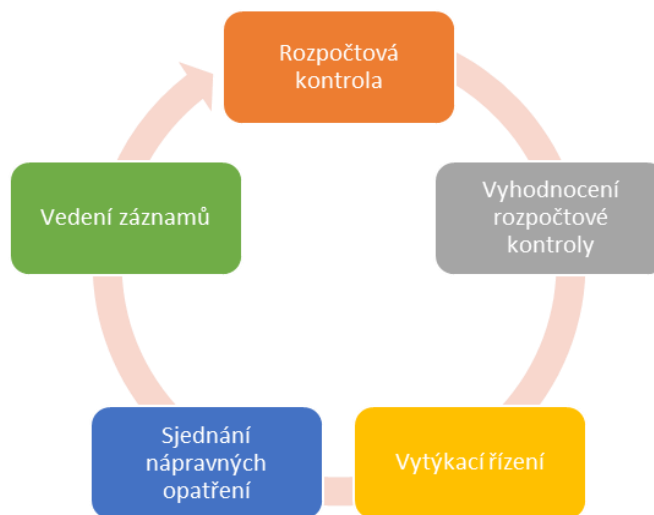 Rozpočtová
kontrola
Vyhodnocení
rozpočtové
kontroly
Vytýkací řízení
Sjednání
nápravných
opatření
Vedení záznamů